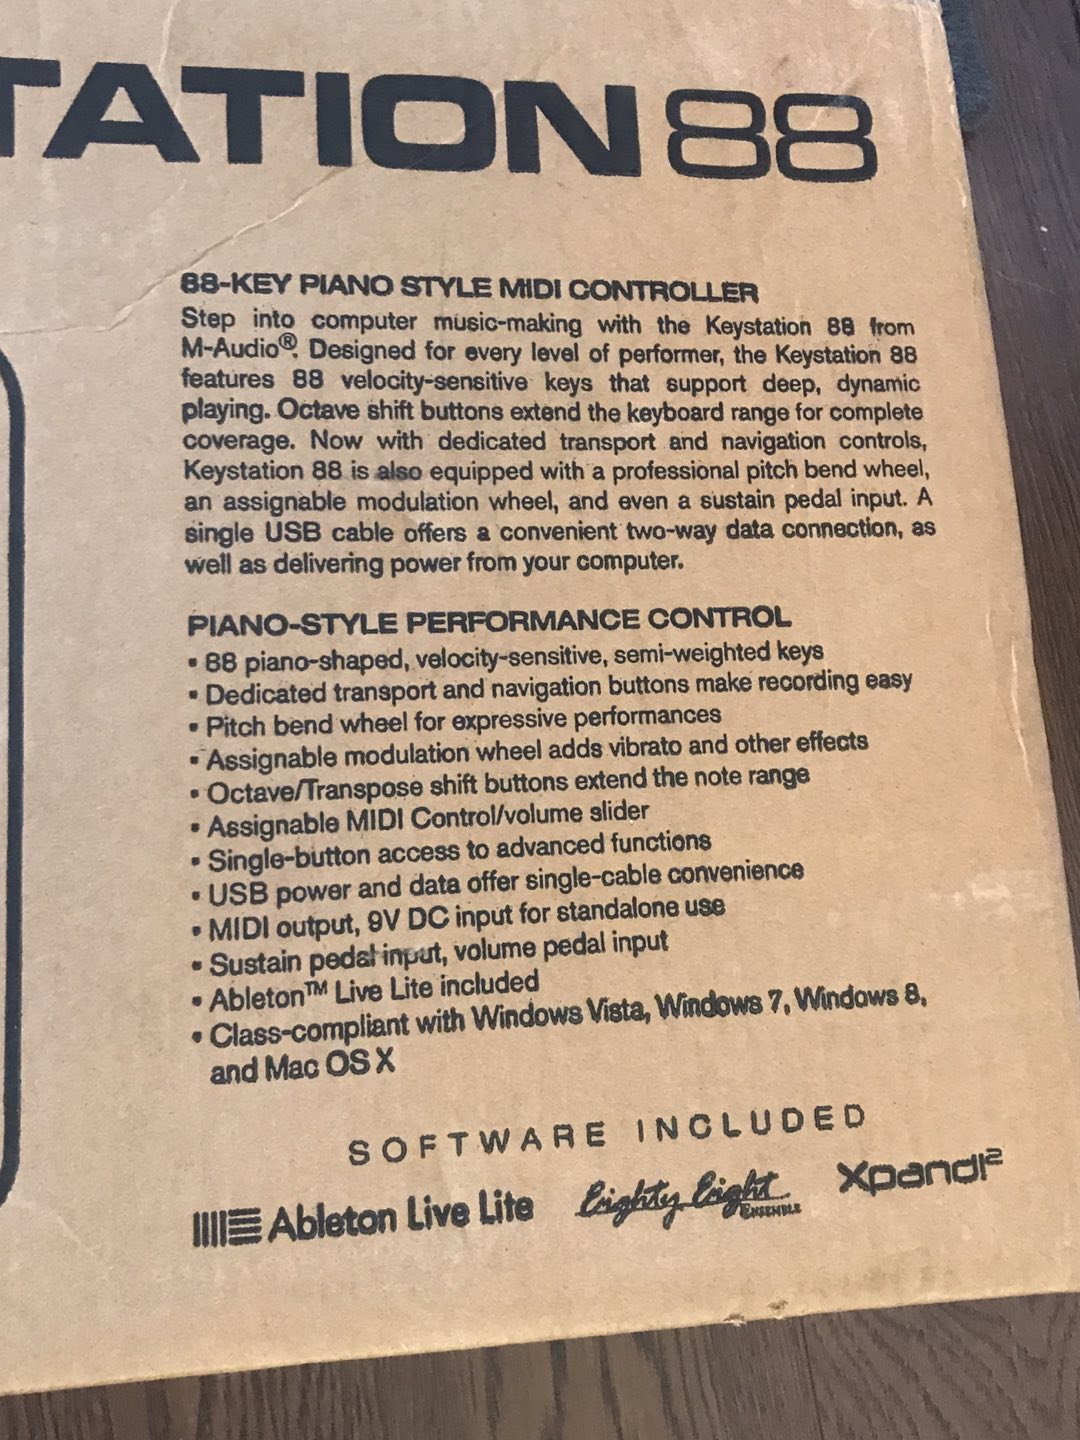 TATION 88
88-KEY PIANO STYLE MIDI CONTROLLER
Step into computer music-making with the Keystation 88 from
M-Audio®. Designed for every level of performer, the Keystation 88
features 88 velocity-sensitive keys that support deep, dynamic
playing. Octave shift buttons extend the keyboard range for complete
coverage. Now with dedicated transport and navigation controls,
Keystation 88 is also equipped with a professional pitch bend wheel,
an assignable modulation wheel, and even a sustain pedal input. A
single USB cable offers a convenient two-way data connection, as
well as delivering power from your computer.
PIANO-STYLE PERFORMANCE CONTROL
• 88 piano-shaped, velocity-sensitive, semi-weighted keys
• Dedicated transport and navigation buttons make recording easy
• Pitch bend wheel for expressive performances
• Assignable modulation wheel adds vibrato and other effects
• Octave/Transpose shift buttons extend the note range
• Assignable MIDI Control/volume slider
• Single-button access to advanced functions
• USB power and data offer single-cable convenience
• MIDI output, 9V DC input for standalone use
• Sustain pedal input, volume pedal input
• Ableton™ Live Lite included
• Class-compliant with Windows Vista, Windows 7, Windows 8,
and Mac OS X
SOFTWARE INCLUDED
Ableton Live Lite Eighty Eight ENSEMBLE Xpand!²